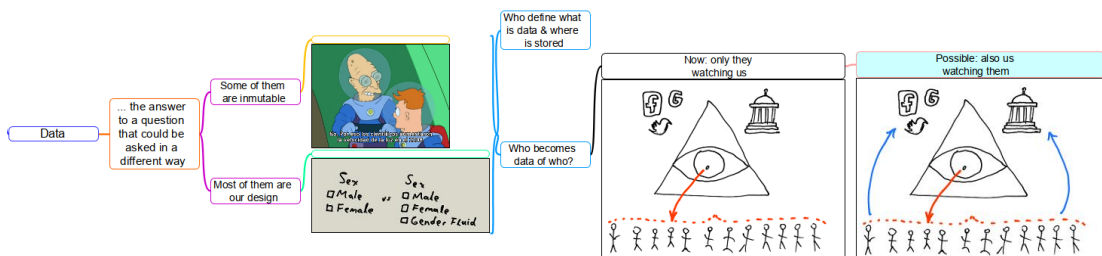 Data
... the answer
to a question
that could be
asked in a
different way
Some of them
are inmutable
Most of them are
our design
Sex
Male
Female
vs
Sex
Male
Female
Gender Fluid
Who define what
is data & where
is stored
Who becomes
data of who?
Now: only they
watching us
Possible: also us
watching them